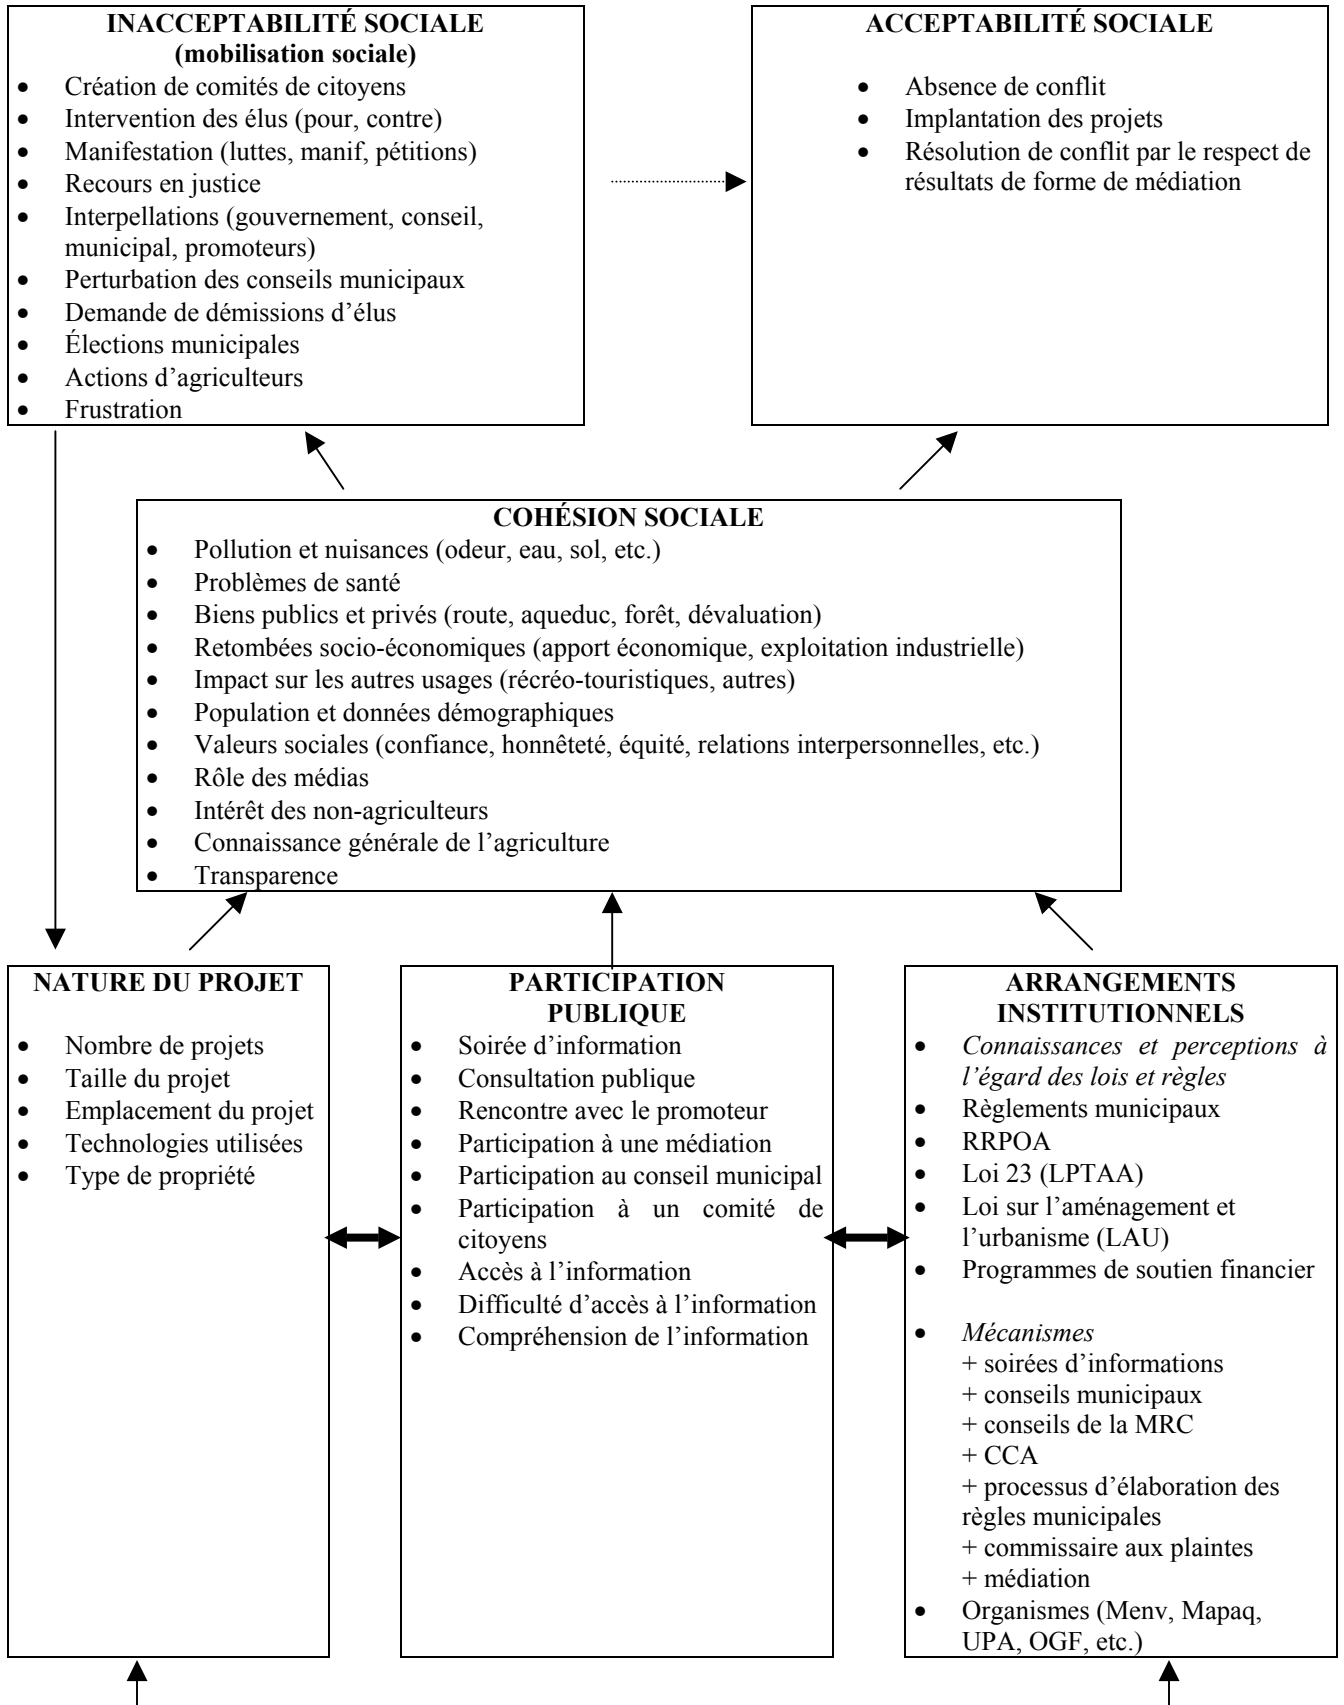 INACCEPTABILITÉ SOCIALE
(mobilisation sociale)
• Création de comités de citoyens
• Intervention des élus (pour, contre)
• Manifestation (luttes, manif, pétitions)
• Recours en justice
• Interpellations (gouvernement, conseil,
municipal, promoteurs)
• Perturbation des conseils municipaux
• Demande de démissions d’élus
• Élections municipales
• Actions d’agriculteurs
• Frustration
ACCEPTABILITÉ SOCIALE
• Absence de conflit
• Implantation des projets
• Résolution de conflit par le respect de
résultats de forme de médiation
COHÉSION SOCIALE
• Pollution et nuisances (odeur, eau, sol, etc.)
• Problèmes de santé
• Biens publics et privés (route, aqueduc, forêt, dévaluation)
• Retombées socio-économiques (apport économique, exploitation industrielle)
• Impact sur les autres usages (récréo-touristiques, autres)
• Population et données démographiques
• Valeurs sociales (confiance, honnêteté, équité, relations interpersonnelles, etc.)
• Rôle des médias
• Intérêt des non-agriculteurs
• Connaissance générale de l’agriculture
• Transparence
NATURE DU PROJET
• Nombre de projets
• Taille du projet
• Emplacement du projet
• Technologies utilisées
• Type de propriété
PARTICIPATION
PUBLIQUE
• Soirée d’information
• Consultation publique
• Rencontre avec le promoteur
• Participation à une médiation
• Participation au conseil municipal
• Participation à un comité de
citoyens
• Accès à l’information
• Difficulté d’accès à l’information
• Compréhension de l’information
ARRANGEMENTS
INSTITUTIONNELS
• Connaissances et perceptions à
l’égard des lois et règles
• Règlements municipaux
• RRPOA
• Loi 23 (LPTAA)
• Loi sur l’aménagement et
l’urbanisme (LAU)
• Programmes de soutien financier
• Mécanismes
+ soirées d’informations
+ conseils municipaux
+ conseils de la MRC
+ CCA
+ processus d’élaboration des
règles municipales
+ commissaire aux plaintes
+ médiation
• Organismes (Menv, Mapaq,
UPA, OGF, etc.)